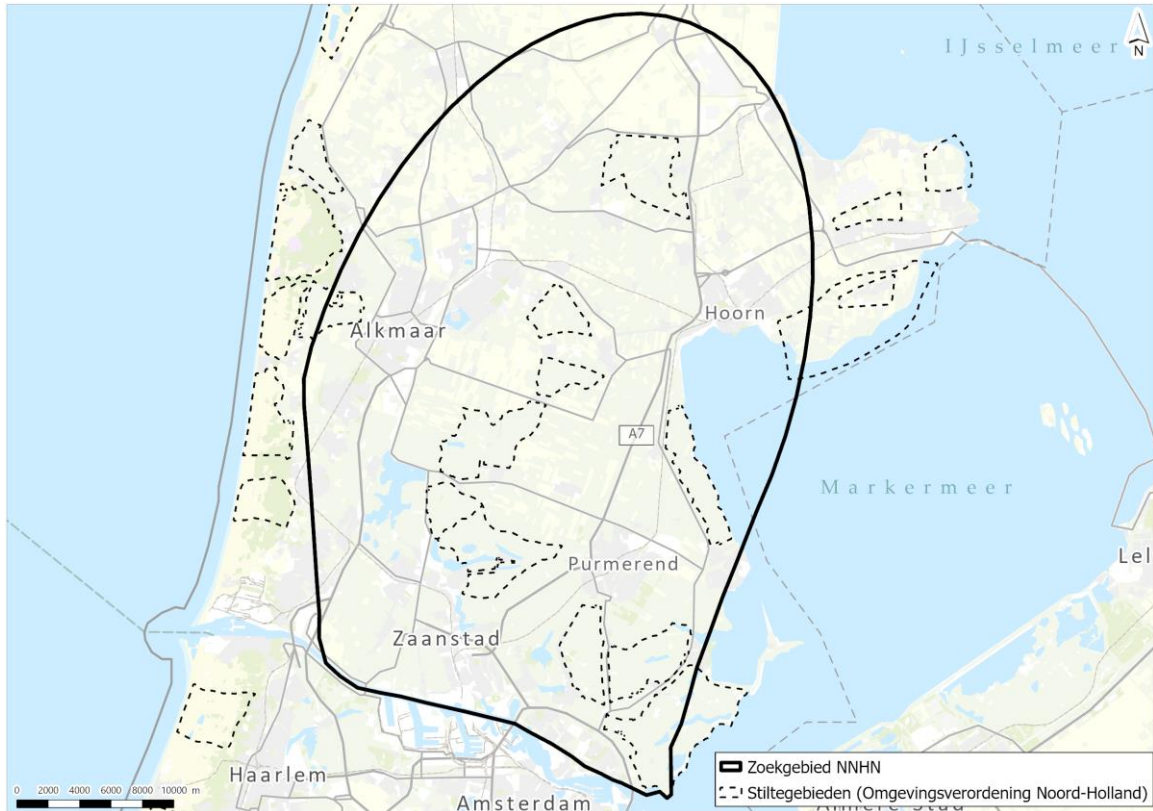 IJsselmeer
N
Alkmaar
Hoorn
A7
Markermeer
Purmerend
Lel
Zaanstad
Haarlem
Amsterdam
Zoekgebied NNHN
Stiltegebieden (Omgevingsverordening Noord-Holland)
0 2000 4000 6000 8000 10000 m